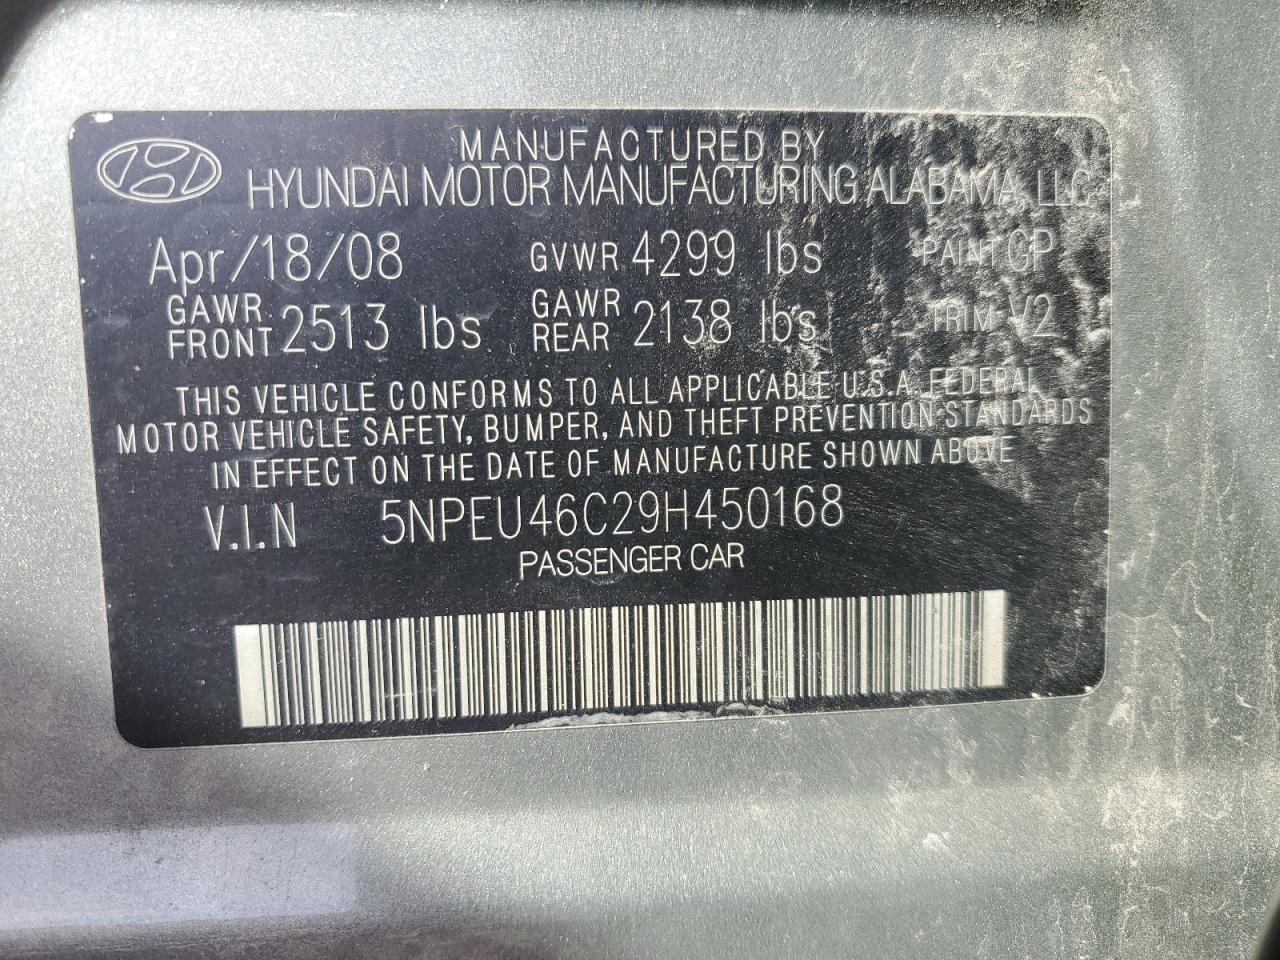 MANUFACTURED BY
HYUNDAI MOTOR MANUFACTURING ALABAMA, LLC
Apr/18/08 GVWR 4299 lbs PAINT CP
GAWR FRONT 2513 lbs GAWR REAR 2138 lbs TRIM V2
THIS VEHICLE CONFORMS TO ALL APPLICABLE U.S.A. FEDERAL
MOTOR VEHICLE SAFETY, BUMPER, AND THEFT PREVENTION STANDARDS
IN EFFECT ON THE DATE OF MANUFACTURE SHOWN ABOVE
V.I.N 5NPEU46C29H450168
PASSENGER CAR